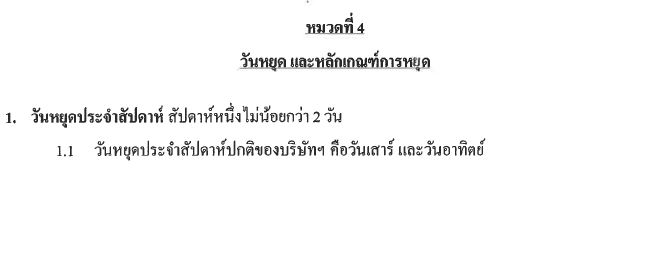 หมวดที่ 4
วันหยุด และหลักเกณฑ์การหยุด
1. วันหยุดประจำสัปดาห์ สัปดาห์หนึ่งไม่น้อยกว่า 2 วัน
1.1 วันหยุดประจำสัปดาห์ปกติของบริษัทฯ คือวันเสาร์ และวันอาทิตย์